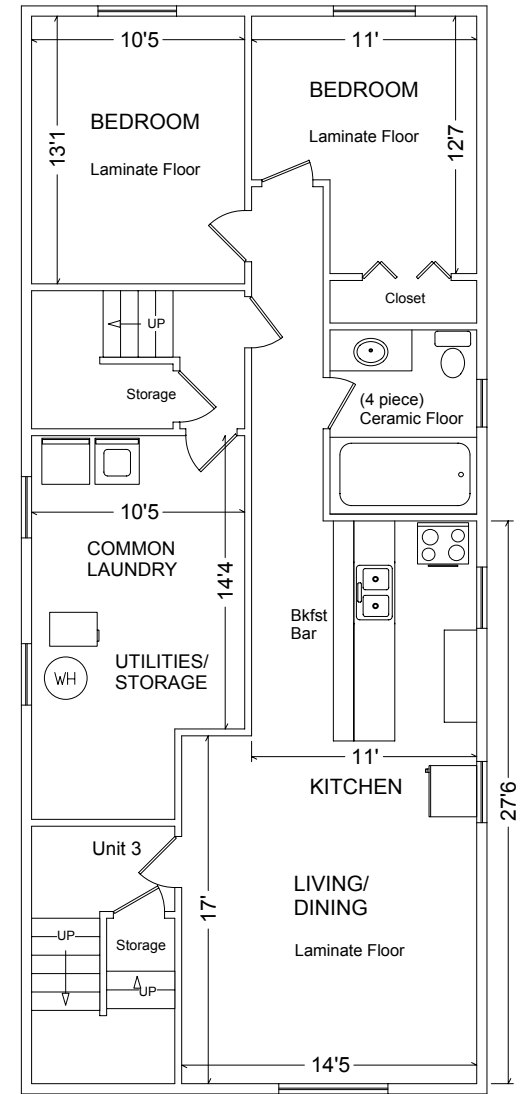 10'5
11'
BEDROOM
Laminate Floor
13'1
BEDROOM
Laminate Floor
12'7
Closet
UP
Storage
(4 piece)
Ceramic Floor
10'5
COMMON
LAUNDRY
14'4
UTILITIES/
STORAGE
WH
Bkfst
Bar
11'
KITCHEN
27'6
Unit 3
UP
Storage
UP
17'
LIVING/
DINING
Laminate Floor
14'5